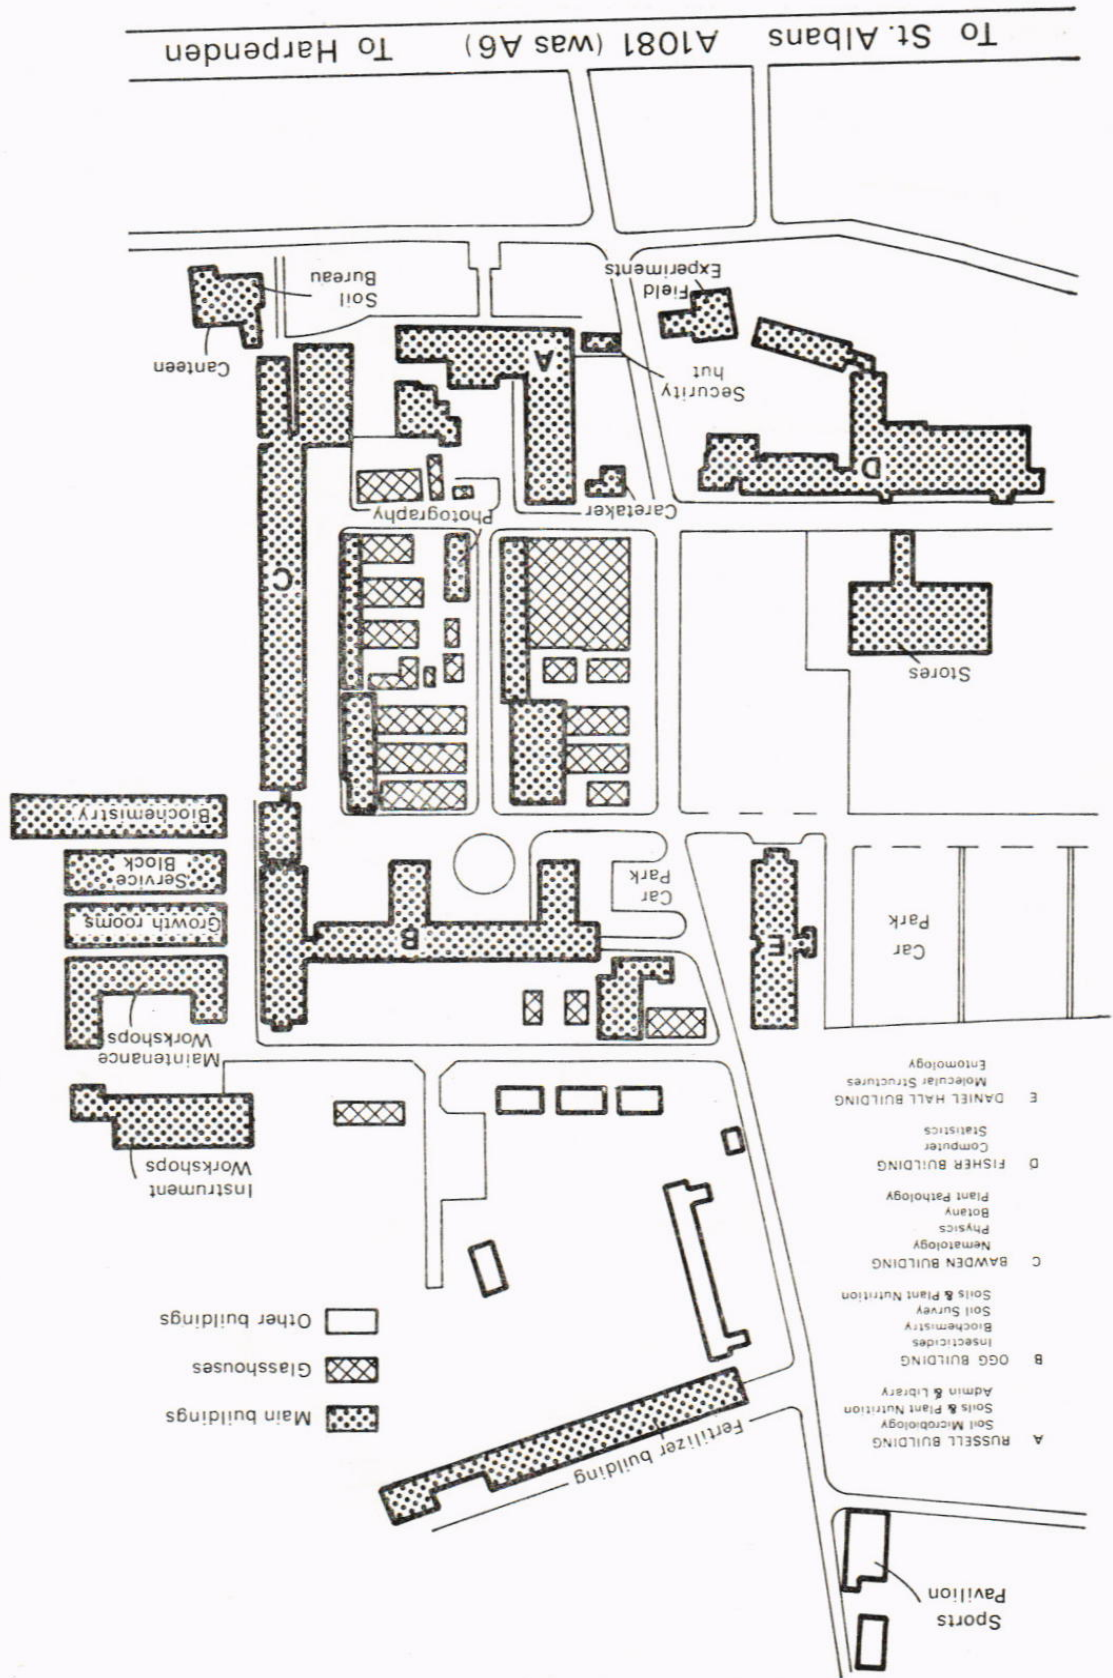 Sports
Pavilion
Fertilizer building
A RUSSELL BUILDING
Soil Microbiology
Soils & Plant Nutrition
Admin & Library
B OGG BUILDING
Insecticides
Biochemistry
Soil Survey
Soils & Plant Nutrition
C BAWDEN BUILDING
Nematology
Physics
Botany
Plant Pathology
D FISHER BUILDING
Computer
Statistics
E DANIEL HALL BUILDING
Molecular Structures
Entomology
Main buildings
Glasshouses
Other buildings
Instrument
Workshops
Maintenance
Workshops
Growth rooms
Service
Block
Biochemistry
Car
Park
E
B
Car
Park
Stores
C
Caretaker
Photography
D
Security
hut
A
Canteen
Field
Experiments
Soil
Bureau
To St. Albans A1081 (was A6) To Harpenden